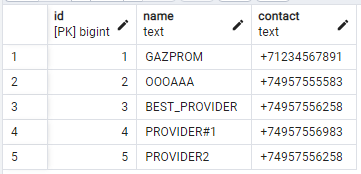 id name contact
[PK] bigint text text
1 1 GAZPROM +71234567891
2 2 OOOAAA +74957555583
3 3 BEST_PROVIDER +74957556258
4 4 PROVIDER#1 +74957556983
5 5 PROVIDER2 +74957556258